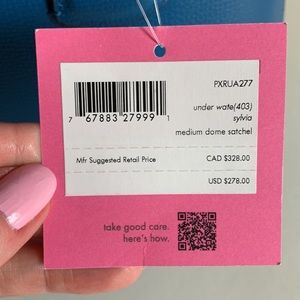 PXRUA277
7 67883 27999 1
under wate(403)
sylvia
medium dome satchel
Mfr Suggested Retail Price CAD $328.00
USD $278.00
take good care.
here's how.